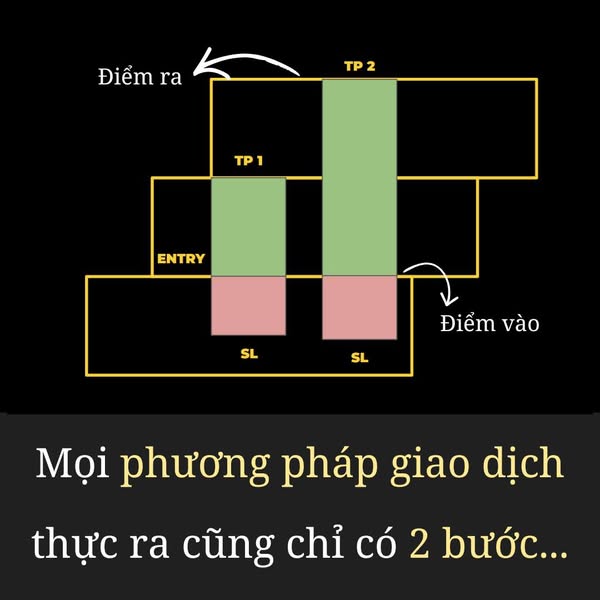 TP 2
Điểm ra
TP 1
ENTRY
Điểm vào
SL
SL
Mọi phương pháp giao dịch
thực ra cũng chỉ có 2 bước...